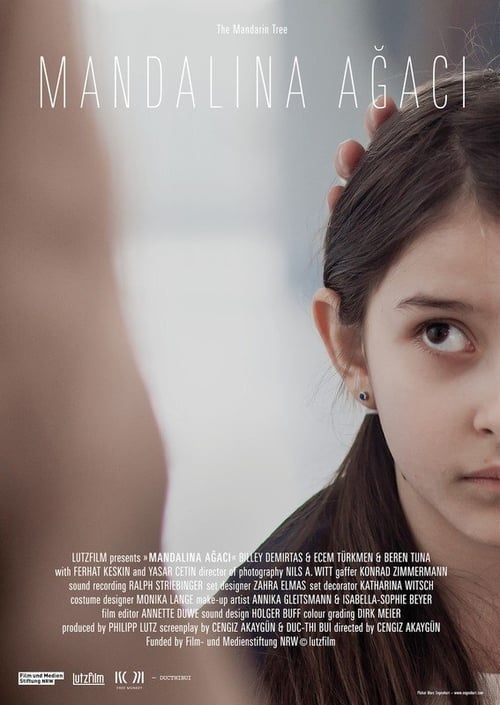 The Mandarin Tree
MANDALINA AĞACI
LUTZFILM presents »MANDALINA AĞACI« BILLEY DEMIRTAS & ECEM TÜRKMEN & BEREN TUNA
with FERHAT KESKIN and YASAR CETIN director of photography NILS A. WITT gaffer KONRAD ZIMMERMANN
sound recording RALPH STRIEBINGER set designer ZAHRA ELMAS set decorator KATHARINA WITSCH
costume designer MONIKA LANGE make-up artist ANNIKA GLEITSMANN & ISABELLA-SOPHIE BEYER
film editor ANNETTE DUWE sound design HOLGER BUFF colour grading DIRK MEIER
produced by PHILIPP LUTZ screenplay by CENGIZ AKAYGÜN & DUC-THI BUI directed by CENGIZ AKAYGÜN
Funded by Film- und Medienstiftung NRW © lutzfilm
Film und Medien
Stiftung NRW
lutzfilm
FREE MONKEY
DUCTHIBUI